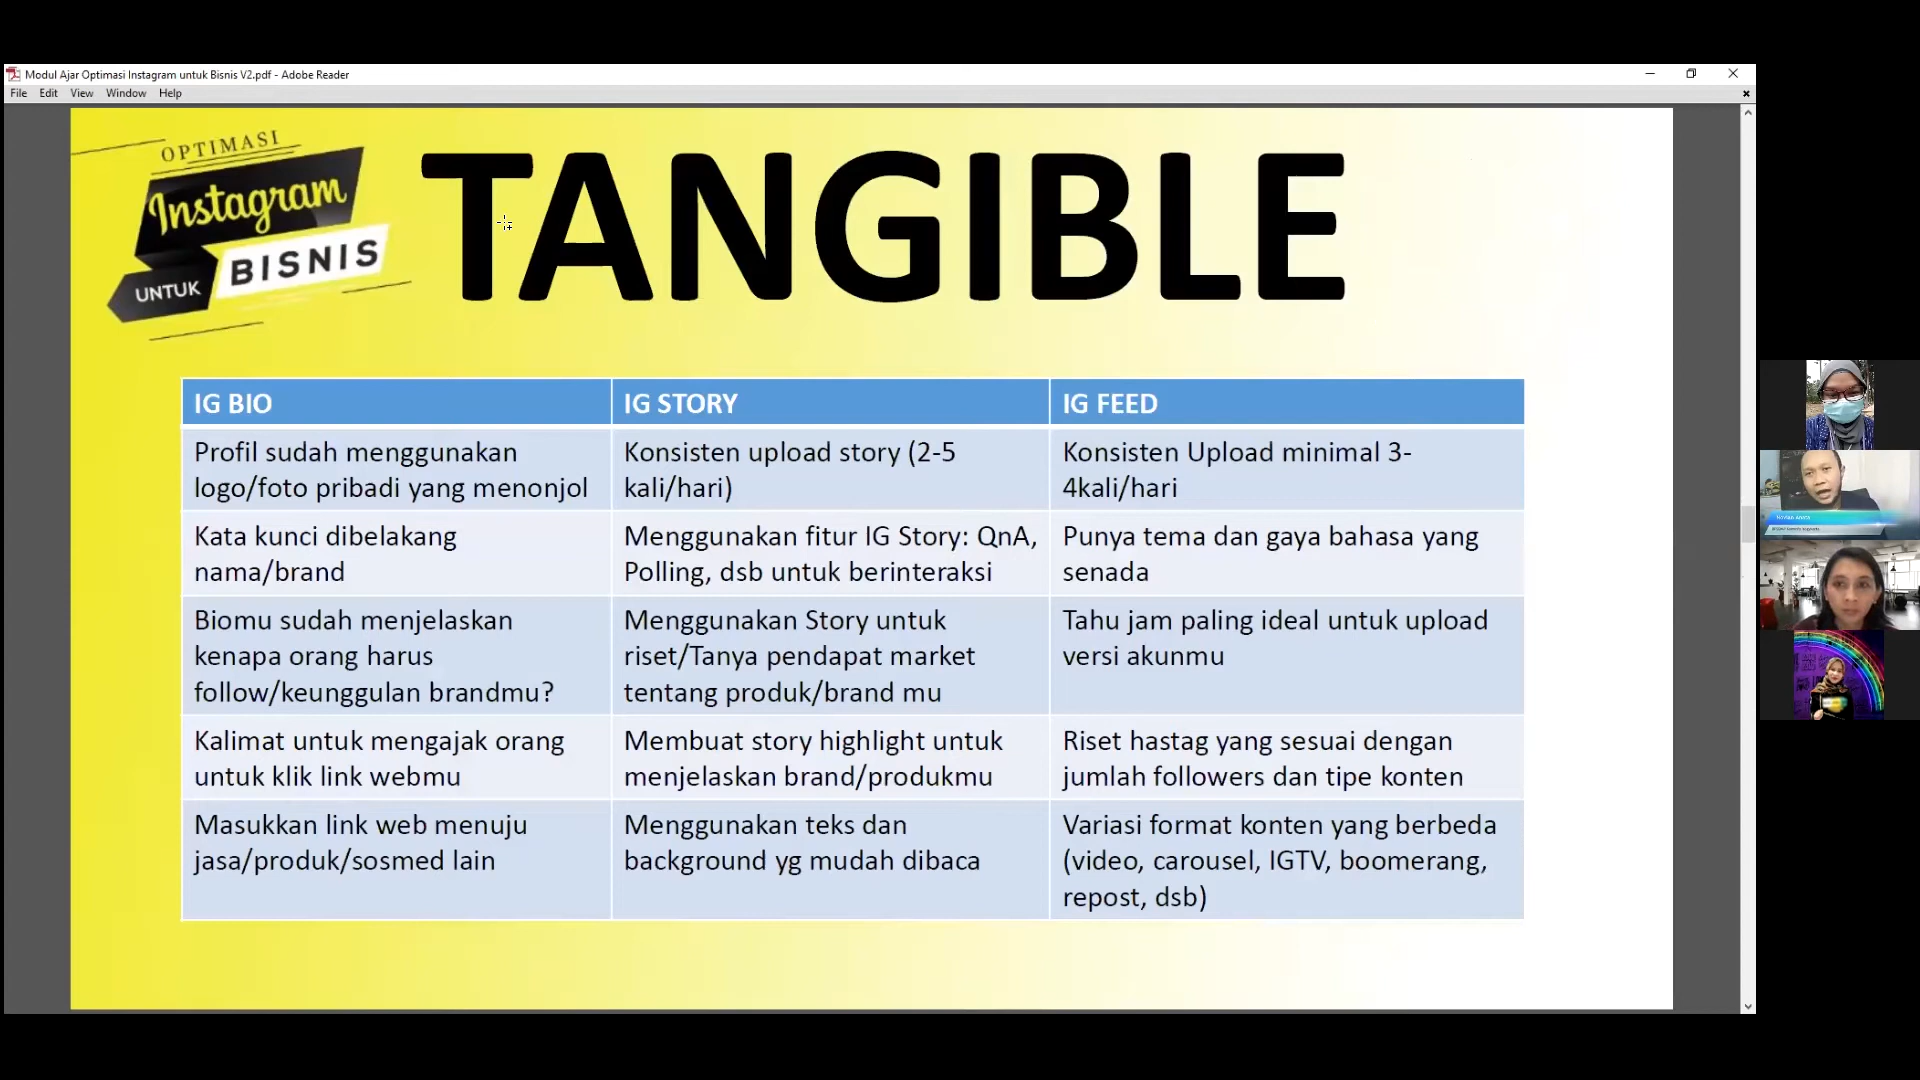 Modul Ajar Optimasi Instagram untuk Bisnis V2.pdf - Adobe Reader
File Edit View Window Help
OPTIMASI
Instagram
UNTUK BISNIS
TANGIBLE
IG BIO
IG STORY
IG FEED
Profil sudah menggunakan
logo/foto pribadi yang menonjol
Konsisten upload story (2-5
kali/hari)
Konsisten Upload minimal 3-
4kali/hari
Kata kunci dibelakang
nama/brand
Menggunakan fitur IG Story: QnA,
Polling, dsb untuk berinteraksi
Punya tema dan gaya bahasa yang
senada
Biomu sudah menjelaskan
kenapa orang harus
follow/keunggulan brandmu?
Menggunakan Story untuk
riset/Tanya pendapat market
tentang produk/brand mu
Tahu jam paling ideal untuk upload
versi akunmu
Kalimat untuk mengajak orang
untuk klik link webmu
Membuat story highlight untuk
menjelaskan brand/produkmu
Riset hastag yang sesuai dengan
jumlah followers dan tipe konten
Masukkan link web menuju
jasa/produk/sosmed lain
Menggunakan teks dan
background yg mudah dibaca
Variasi format konten yang berbeda
(video, carousel, IGTV, boomerang,
repost, dsb)